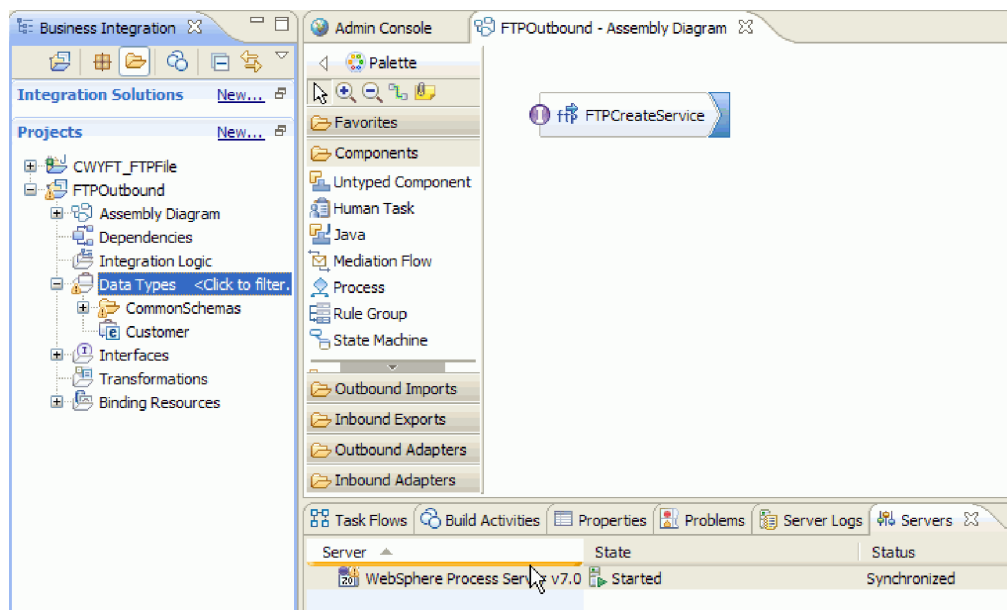 Business Integration
Integration Solutions New...
Projects New...
CWYFT_FTPFile
FTPOutbound
Assembly Diagram
Dependencies
Integration Logic
Data Types <Click to filter.
CommonSchemas
Customer
Interfaces
Transformations
Binding Resources
Admin Console
FTPOutbound - Assembly Diagram
Palette
Favorites
Components
Untyped Component
Human Task
Java
Mediation Flow
Process
Rule Group
State Machine
Outbound Imports
Inbound Exports
Outbound Adapters
Inbound Adapters
FTPCreateService
Task Flows Build Activities Properties Problems Server Logs Servers
Server State Status
WebSphere Process Server v7.0 Started Synchronized